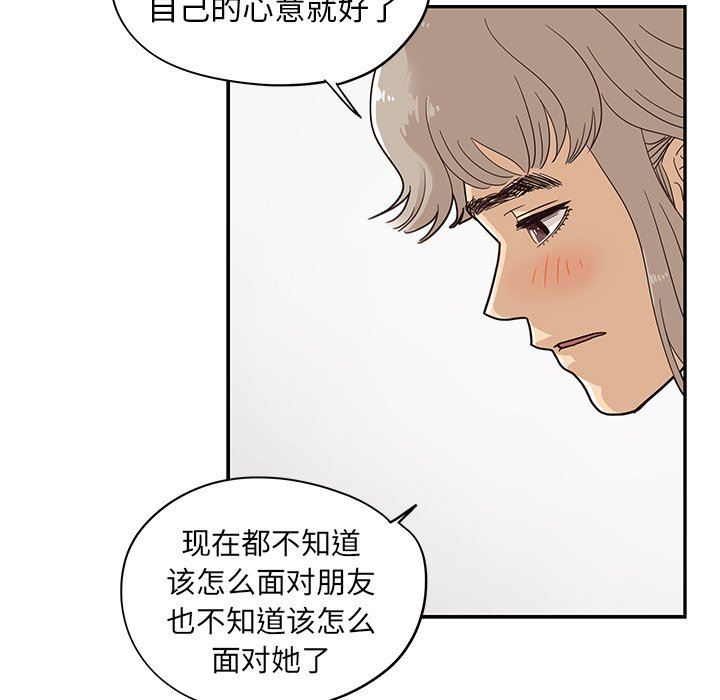 自己的心意就好了
现在都不知道
该怎么面对朋友
也不知道该怎么
面对她了